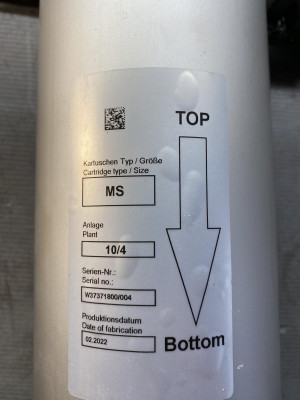 TOP
Kartuschen Typ / Größe
Cartridge type / Size
MS
Anlage
Plant
10/4
Serien-Nr.:
Serial no.:
W37371800/004
Produktionsdatum
Date of fabrication
02.2022
Bottom